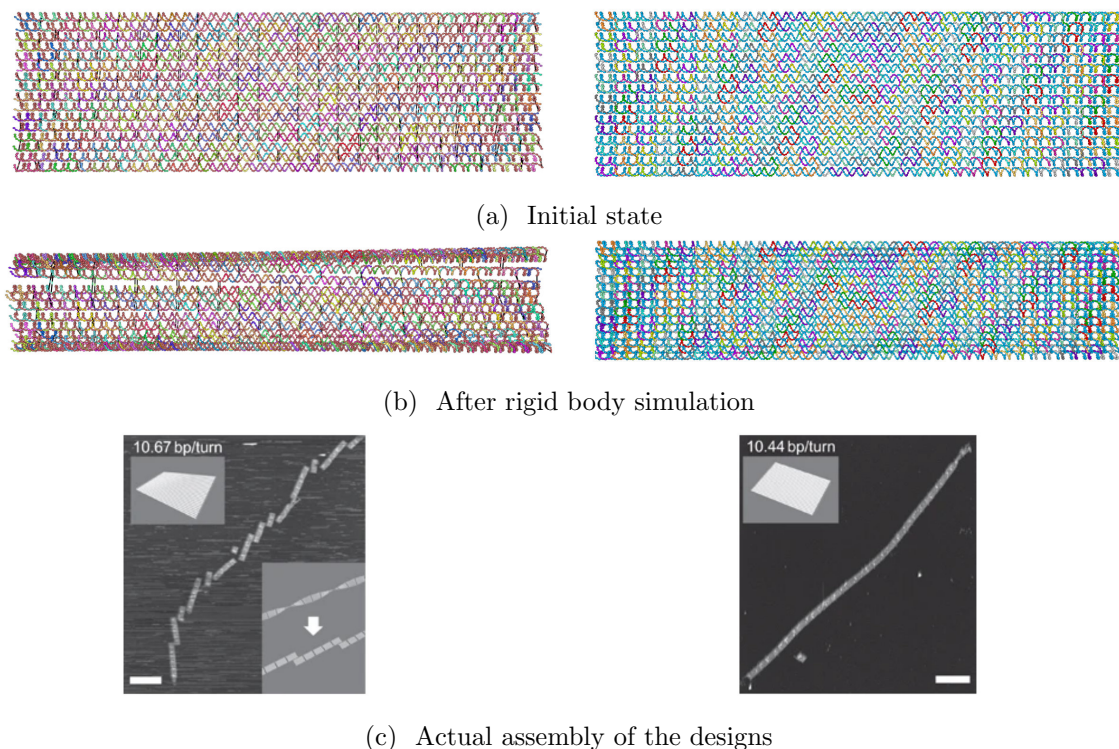 (a) Initial state
(b) After rigid body simulation
10.67 bp/turn
10.44 bp/turn
(c) Actual assembly of the designs